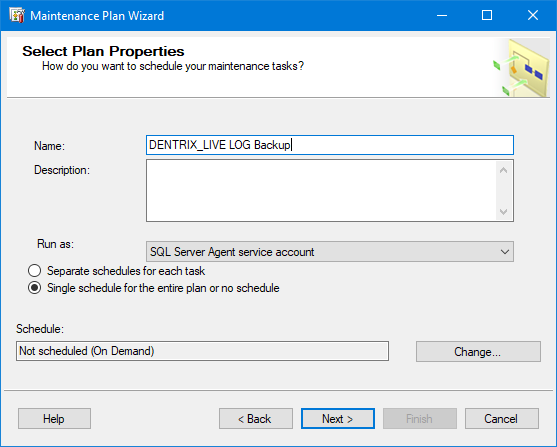 Maintenance Plan Wizard
Select Plan Properties
How do you want to schedule your maintenance tasks?
Name:
DENTRIX_LIVE LOG Backup
Description:
Run as:
SQL Server Agent service account
Separate schedules for each task
Single schedule for the entire plan or no schedule
Schedule:
Not scheduled (On Demand)
Change...
Help
< Back
Next >
Finish
Cancel